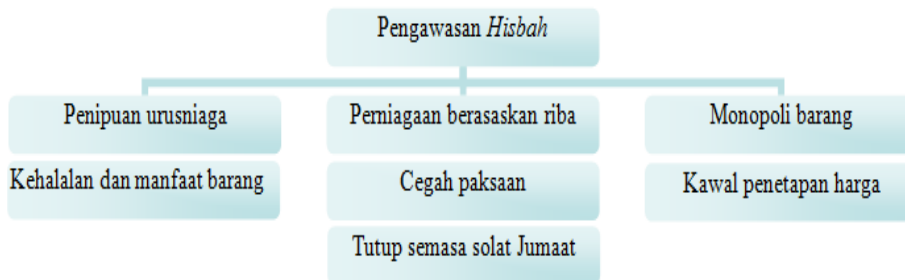 Pengawasan Hisbah
Penipuan urusniaga
Perniagaan berasaskan riba
Monopoli barang
Kehalalan dan manfaat barang
Cegah paksaan
Kawal penetapan harga
Tutup semasa solat Jumaat